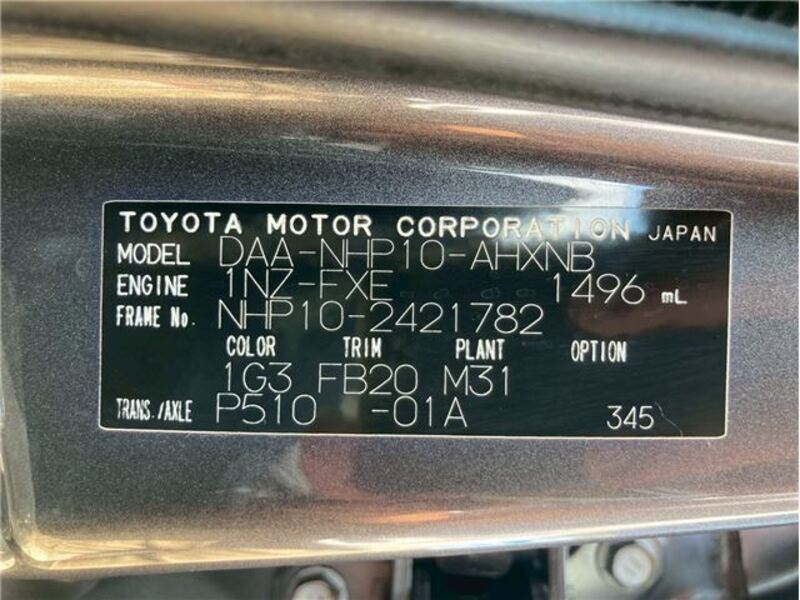 TOYOTA MOTOR CORPORATION JAPAN
MODEL DAA-NHP10-AHXNB
ENGINE 1NZ-FXE 1496 mL
FRAME No. NHP10-2421782
COLOR TRIM PLANT OPTION
1G3 FB20 M31
TRANS./AXLE P510 -01A 345